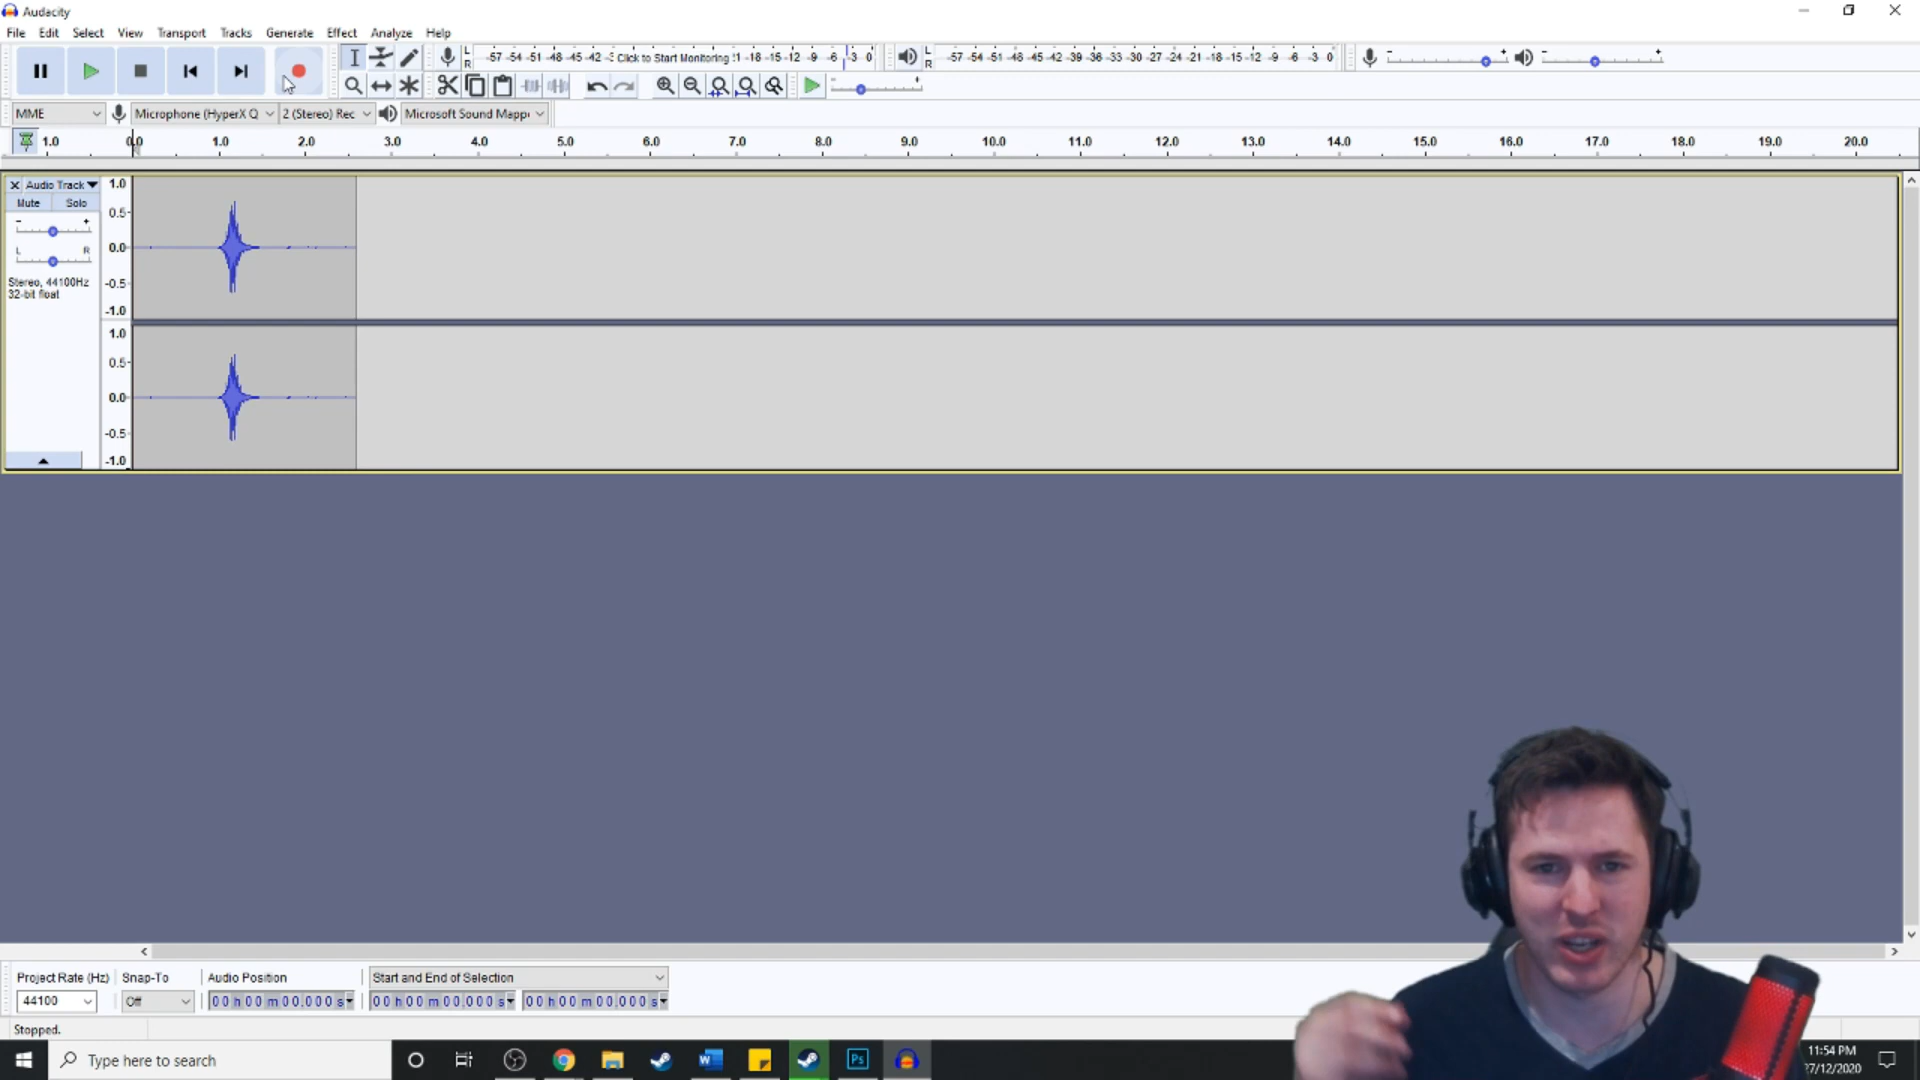 Audacity
File Edit Select View Transport Tracks Generate Effect Analyze Help
L R -57 -54 -51 -48 -45 -42 Click to Start Monitoring -18 -15 -12 -9 -6 -3 0 L R -57 -54 -51 -48 -45 -42 -39 -36 -33 -30 -27 -24 -21 -18 -15 -12 -9 -6 -3 0 - + - +
- +
MME Microphone (HyperX Q 2 (Stereo) Rec Microsoft Sound Mapp
1.0 0.0 1.0 2.0 3.0 4.0 5.0 6.0 7.0 8.0 9.0 10.0 11.0 12.0 13.0 14.0 15.0 16.0 17.0 18.0 19.0 20.0
X Audio Track 1.0
Mute Solo
- + 0.5
L R 0.0
Stereo, 44100Hz -0.5
32-bit float
-1.0
1.0
0.5
0.0
-0.5
-1.0
Project Rate (Hz) Snap-To Audio Position Start and End of Selection
44100 Off 00 h 00 m 00.000 s 00 h 00 m 00.000 s 00 h 00 m 00.000 s
Stopped.
Type here to search W Ps 11:54 PM
27/12/2020